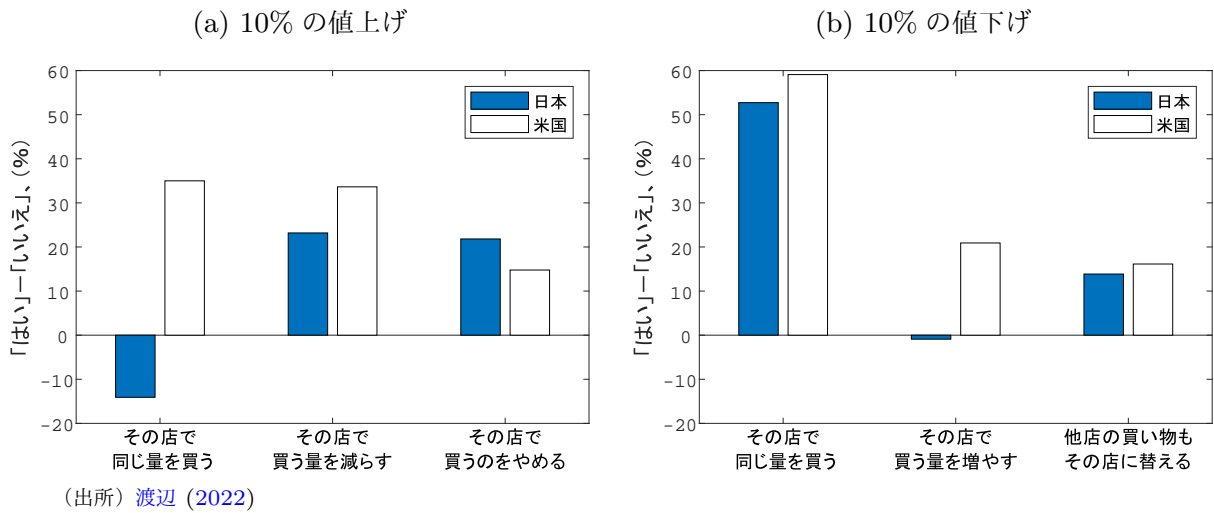 (a) 10% の値上げ
「はい」－「いいえ」、(%)
60
50
40
30
20
10
0
-10
-20
日本
米国
その店で
同じ量を買う
その店で
買う量を減らす
その店で
買うのをやめる
(b) 10% の値下げ
「はい」－「いいえ」、(%)
60
50
40
30
20
10
0
-10
-20
日本
米国
その店で
同じ量を買う
その店で
買う量を増やす
他店の買い物も
その店に替える
（出所）渡辺 (2022)